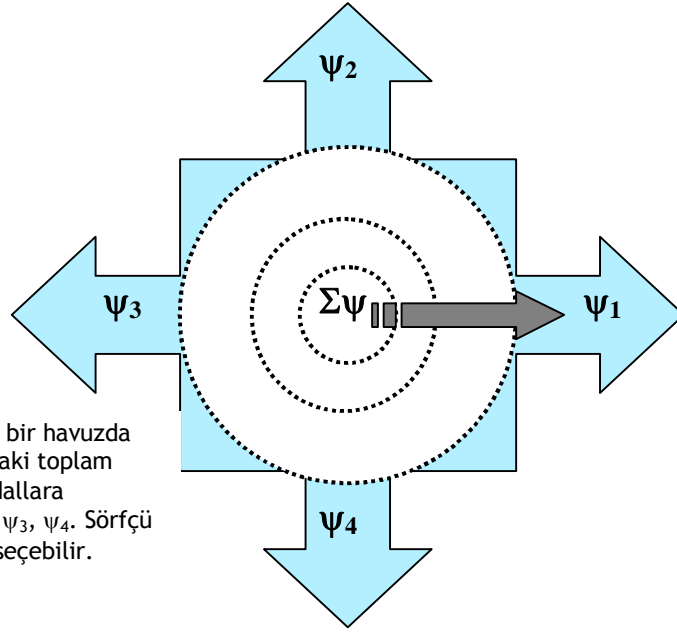 ψ2
ψ3
Σψ
ψ1
bir havuzda
aki toplam
dallara
ψ3, ψ4. Sörfçü
seçebilir.
ψ4